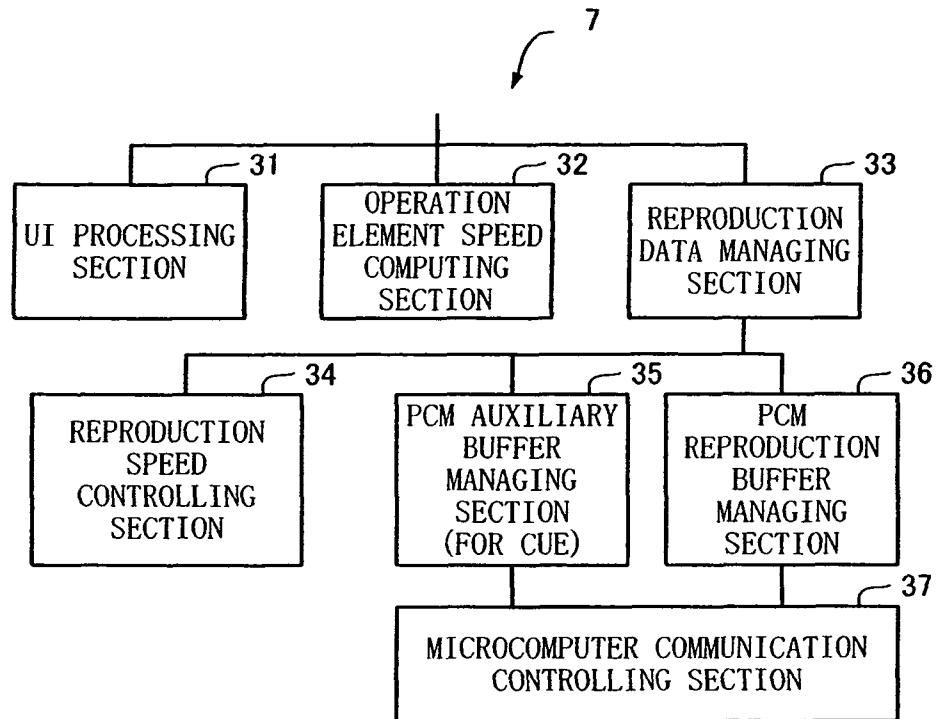 7
31
UI PROCESSING
SECTION
32
OPERATION
ELEMENT SPEED
COMPUTING
SECTION
33
REPRODUCTION
DATA MANAGING
SECTION
34
REPRODUCTION
SPEED
CONTROLLING
SECTION
35
PCM AUXILIARY
BUFFER
MANAGING
SECTION
(FOR CUE)
36
PCM
REPRODUCTION
BUFFER
MANAGING
SECTION
37
MICROCOMPUTER COMMUNICATION
CONTROLLING SECTION